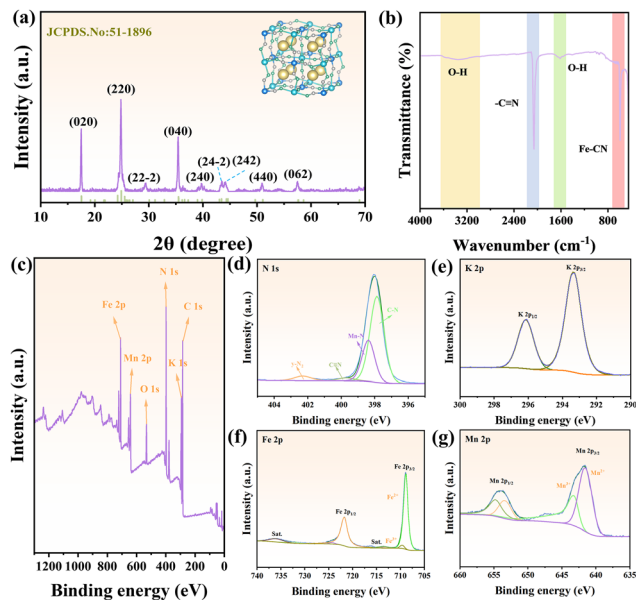 (a)
JCPDS.No:51-1896
Intensity (a.u.)
(020)
(220)
(22-2)
(040)
(240)
(24-2)
(242)
(440)
(062)
10 20 30 40 50 60 70
2θ (degree)
(b)
Transmittance (%)
O-H
-C≡N
O-H
Fe-CN
4000 3200 2400 1600 800
Wavenumber (cm-1)
(c)
Intensity (a.u.)
Fe 2p
Mn 2p
O 1s
N 1s
K 1s
C 1s
1200 1000 800 600 400 200 0
Binding energy (eV)
(d)
N 1s
Intensity (a.u.)
Mn-N
C≡N
404 402 400 398 396
Binding energy (eV)
(e)
K 2p
Intensity (a.u.)
K 2p1/2
K 2p3/2
300 298 296 294 292 290
Binding energy (eV)
(f)
Fe 2p
Intensity (a.u.)
Sat.
Fe 2p1/2
Sat.
Fe 2p3/2
Fe2+
Fe3+
740 735 730 725 720 715 710 705
Binding energy (eV)
(g)
Mn 2p
Intensity (a.u.)
Mn 2p1/2
Mn 2p3/2
660 655 650 645 640 635
Binding energy (eV)